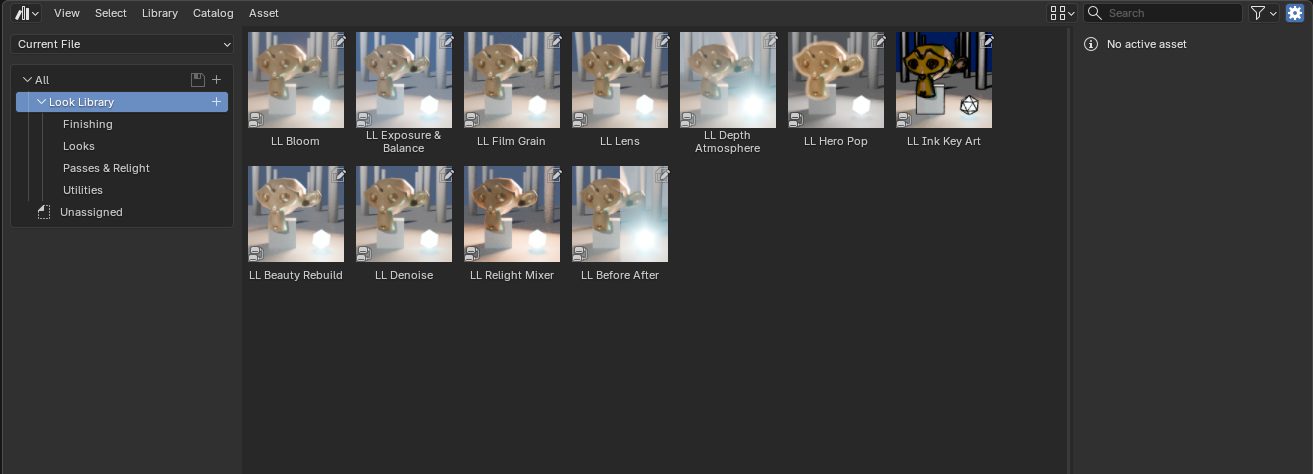 View Select Library Catalog Asset
Search
Current File
No active asset
All
Look Library
Finishing
Looks
Passes & Relight
Utilities
Unassigned
LL Bloom
LL Exposure &
Balance
LL Film Grain
LL Lens
LL Depth
Atmosphere
LL Hero Pop
LL Ink Key Art
LL Beauty Rebuild
LL Denoise
LL Relight Mixer
LL Before After